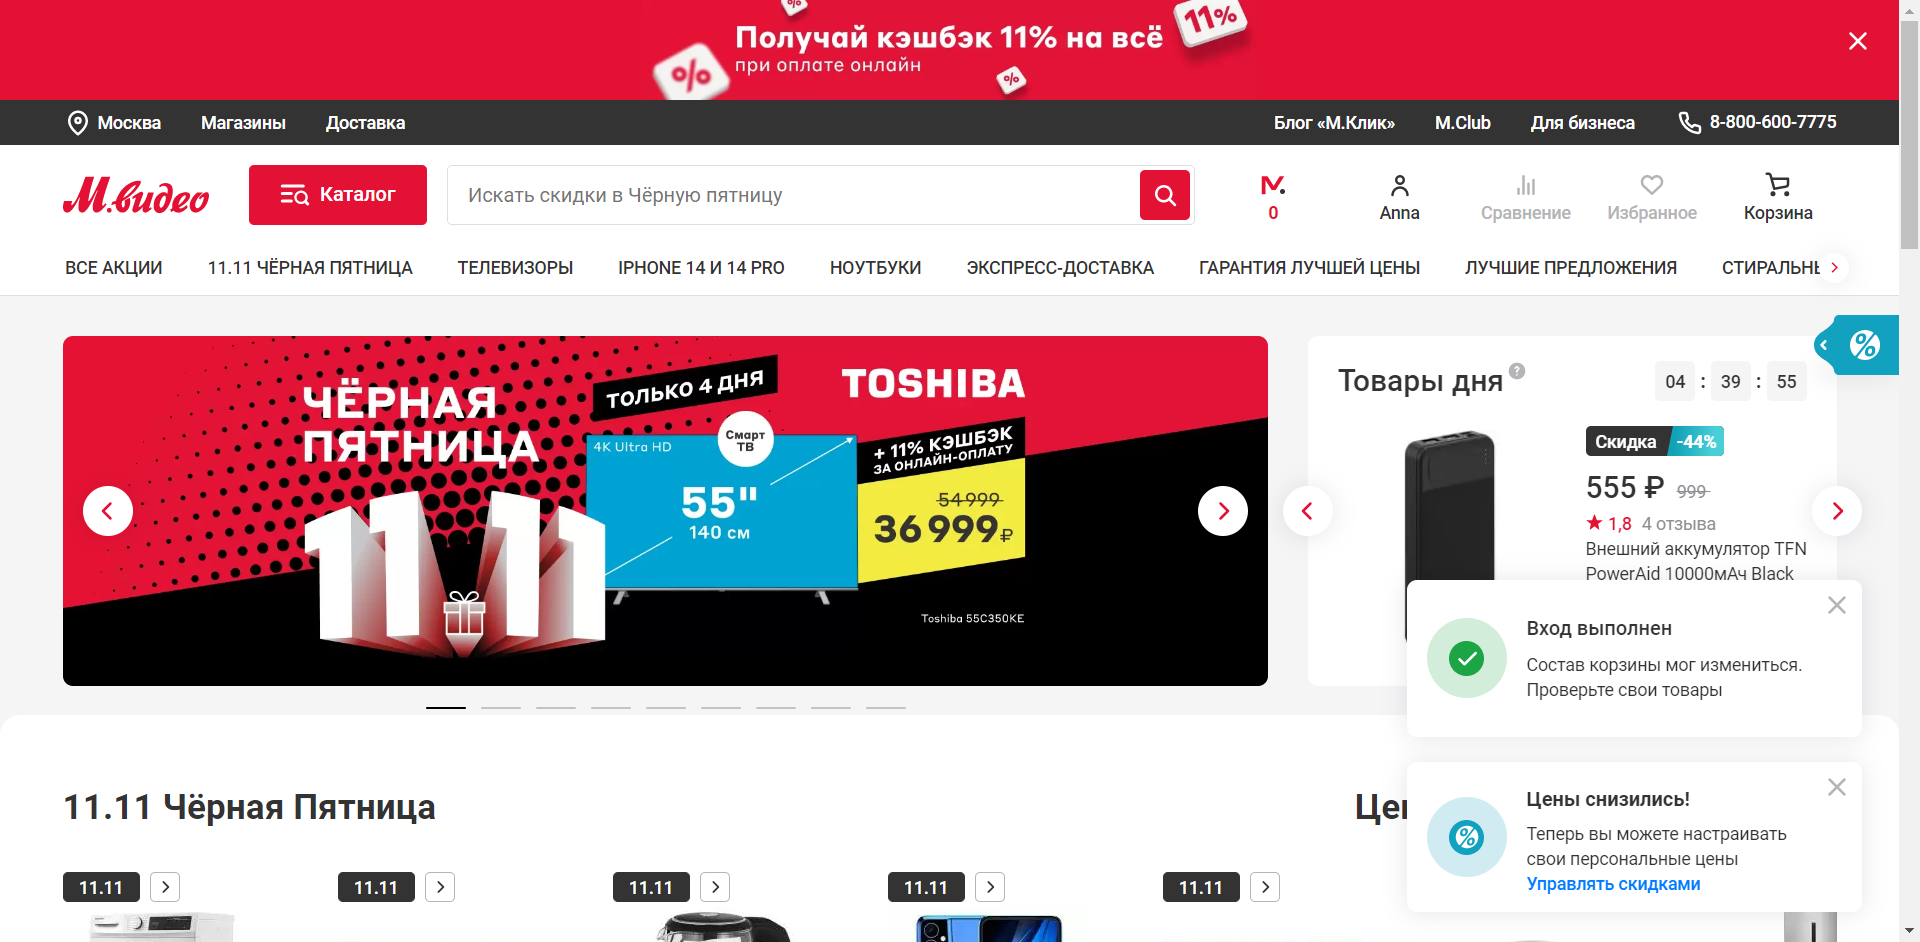 Получай кэшбэк 11% на всё
при оплате онлайн
11%
%
%
%
Москва
Магазины
Доставка
Блог «М.Клик»
M.Club
Для бизнеса
8-800-600-7775
М.видео
Каталог
Искать скидки в Чёрную пятницу
0
Anna
Сравнение
Избранное
Корзина
ВСЕ АКЦИИ
11.11 ЧЁРНАЯ ПЯТНИЦА
ТЕЛЕВИЗОРЫ
IPHONE 14 И 14 PRO
НОУТБУКИ
ЭКСПРЕСС-ДОСТАВКА
ГАРАНТИЯ ЛУЧШЕЙ ЦЕНЫ
ЛУЧШИЕ ПРЕДЛОЖЕНИЯ
СТИРАЛЬНЫ
ЧЁРНАЯ
ПЯТНИЦА
11.11
ТОЛЬКО 4 ДНЯ
TOSHIBA
4K Ultra HD
Смарт
ТВ
55"
140 см
+ 11% КЭШБЭК
ЗА ОНЛАЙН-ОПЛАТУ
54 999
36 999₽
Toshiba 55C350KE
Товары дня
?
04 : 39 : 55
Скидка -44%
555 ₽ 999
1,8 4 отзыва
Внешний аккумулятор TFN
PowerAid 10000мАч Black
Вход выполнен
Состав корзины мог измениться.
Проверьте свои товары
Цены снизились!
Теперь вы можете настраивать
свои персональные цены
Управлять скидками
11.11 Чёрная Пятница
Це
11.11
11.11
11.11
11.11
11.11